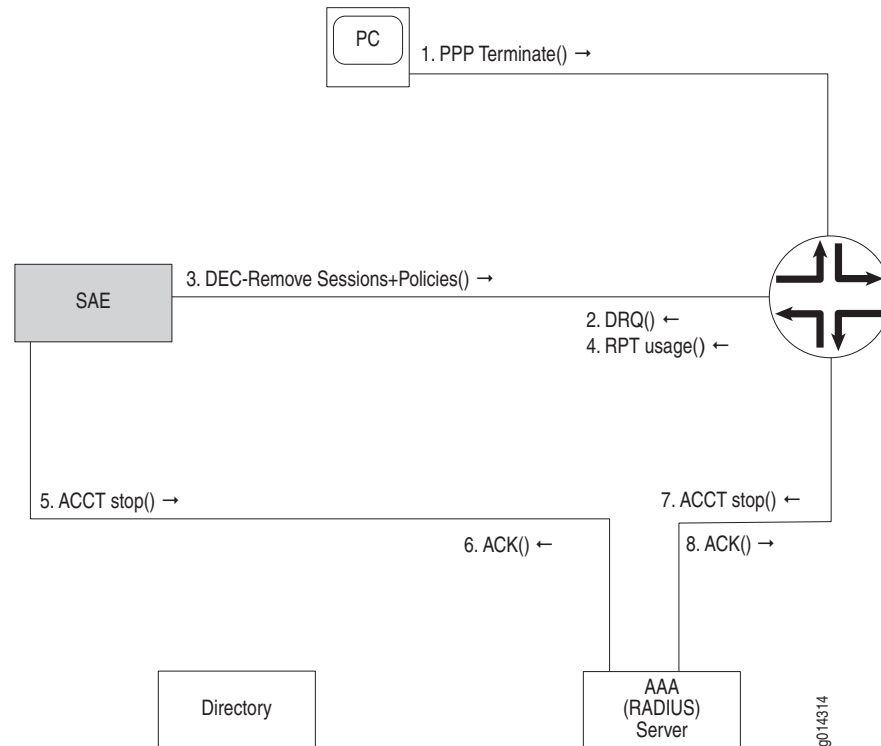 PC
1. PPP Terminate() →
3. DEC-Remove Sessions+Policies() →
SAE
2. DRQ() ←
4. RPT usage() ←
5. ACCT stop() →
7. ACCT stop() ←
6. ACK() ←
8. ACK() →
Directory
AAA
(RADIUS)
Server
g014314